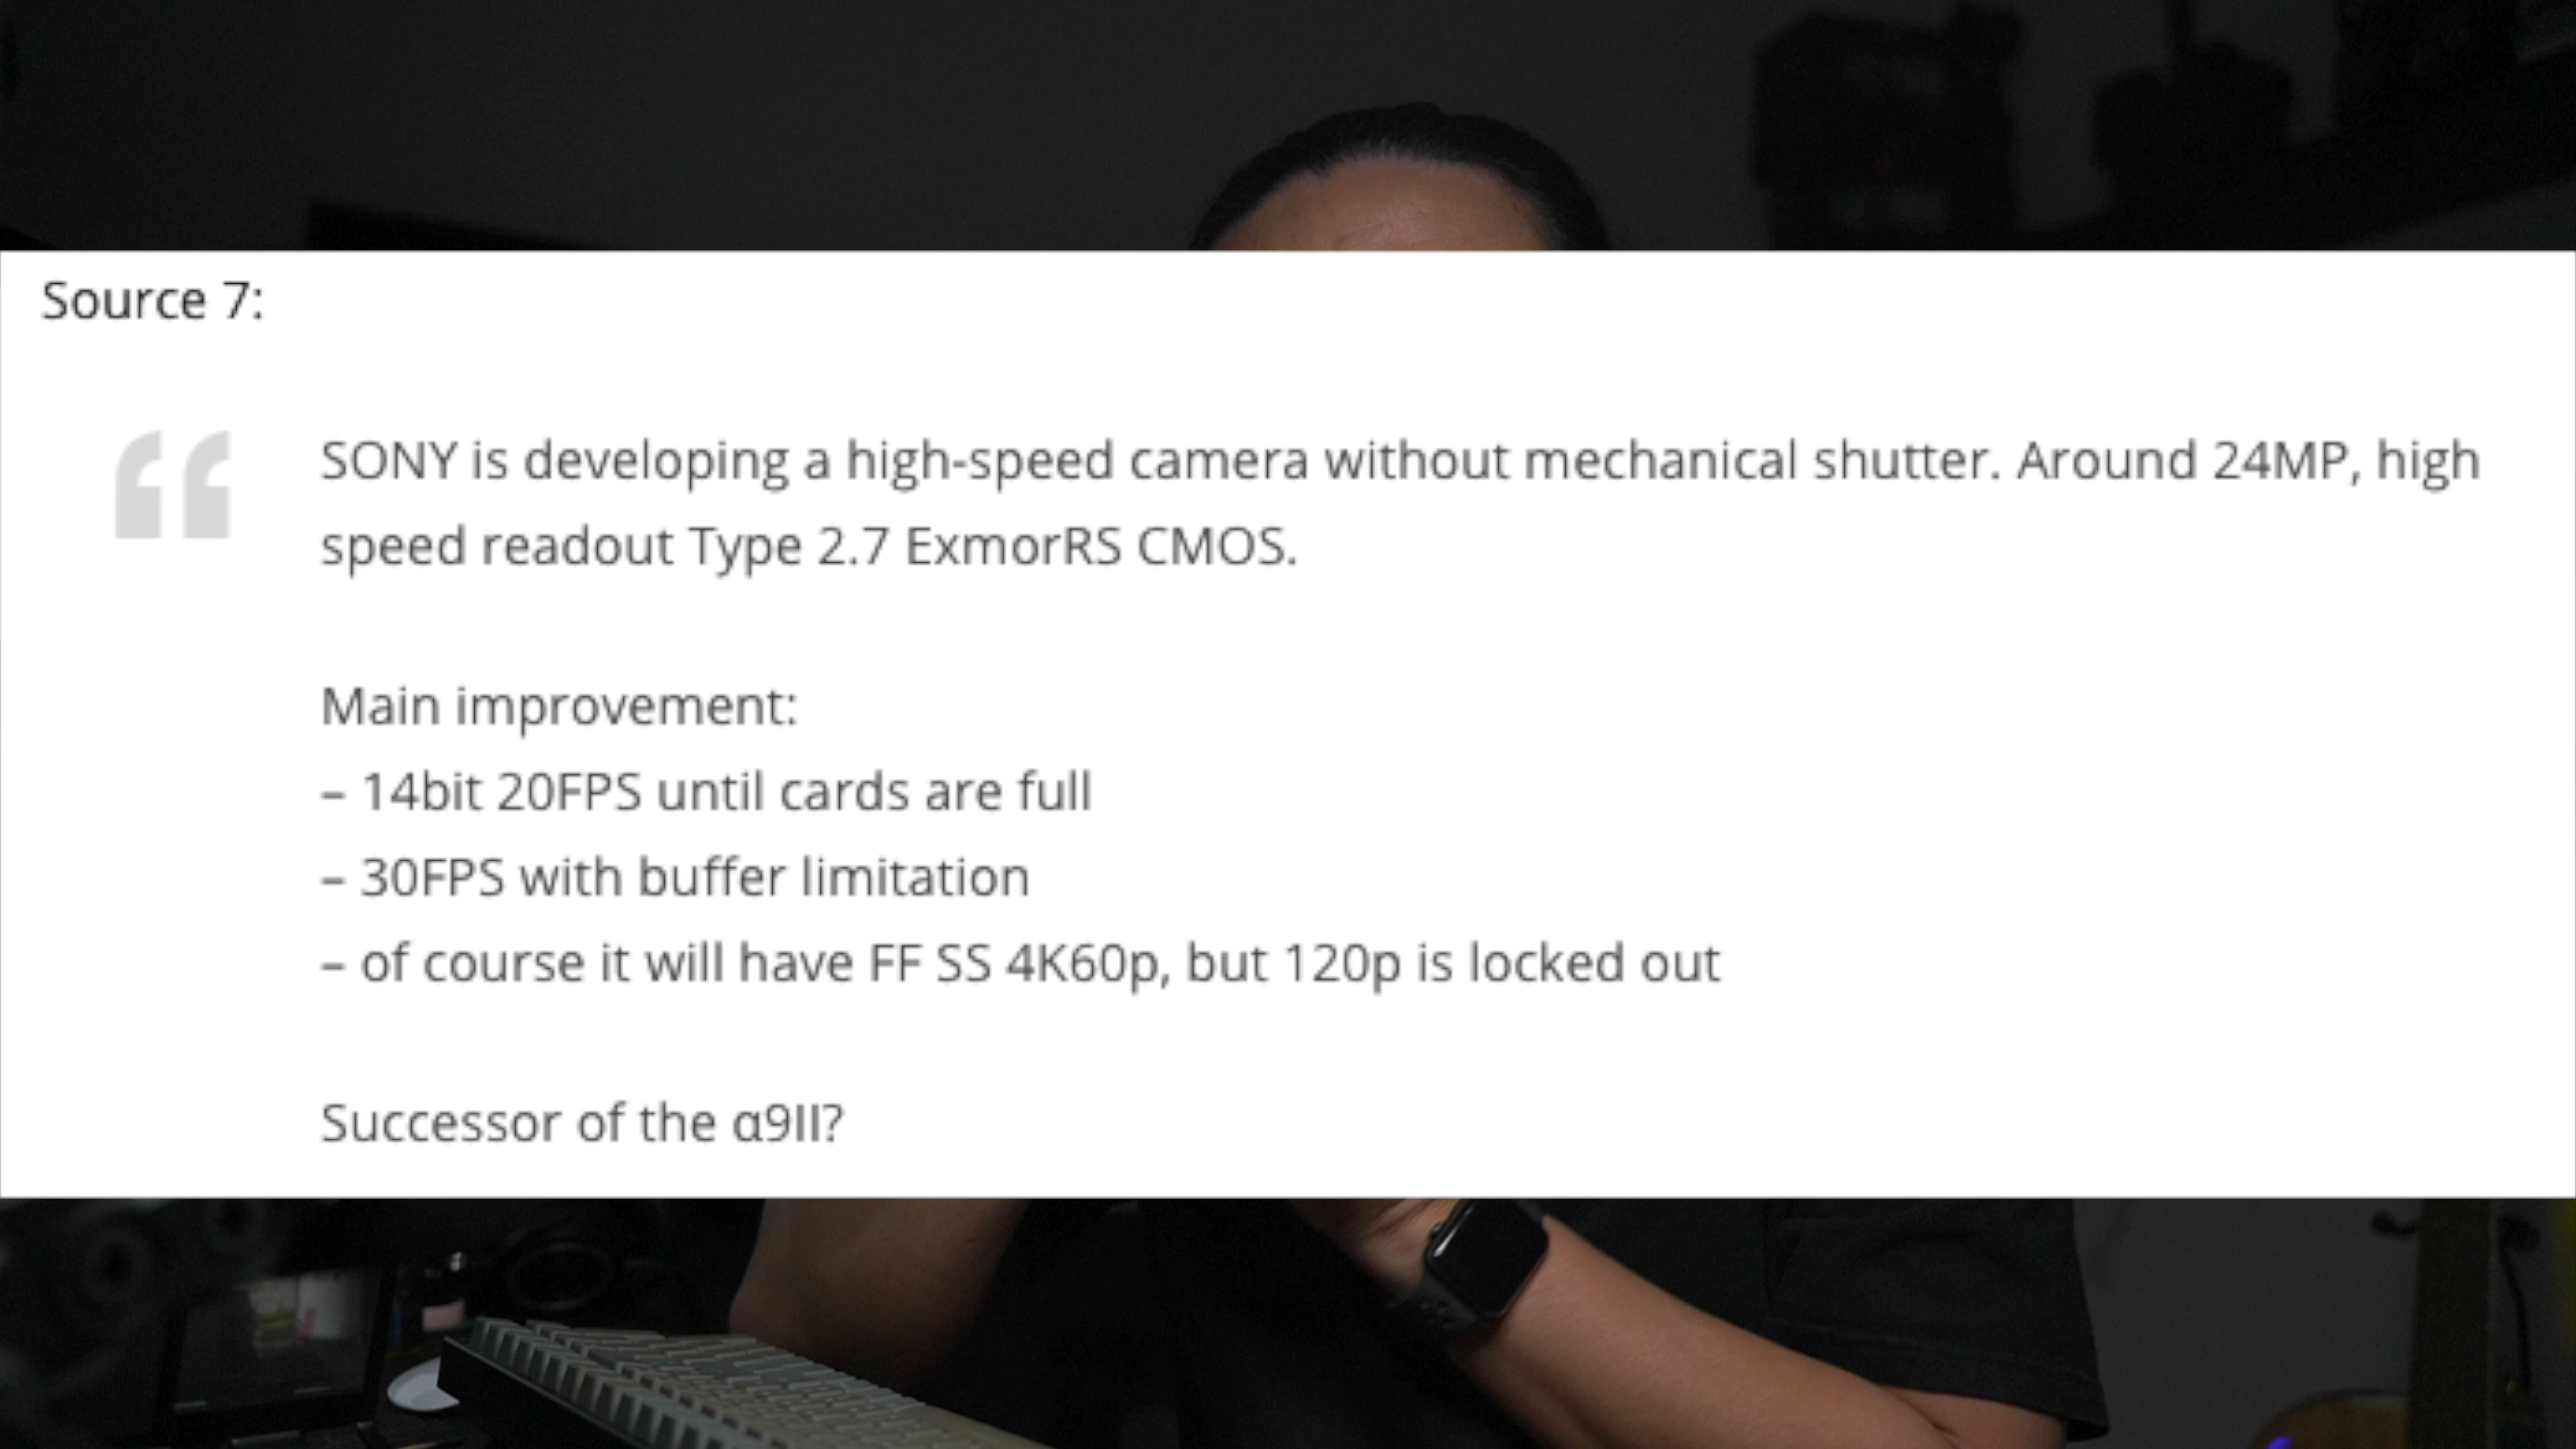 Source 7:
SONY is developing a high-speed camera without mechanical shutter. Around 24MP, high
speed readout Type 2.7 ExmorRS CMOS.
Main improvement:
– 14bit 20FPS until cards are full
– 30FPS with buffer limitation
– of course it will have FF SS 4K60p, but 120p is locked out
Successor of the α9II?